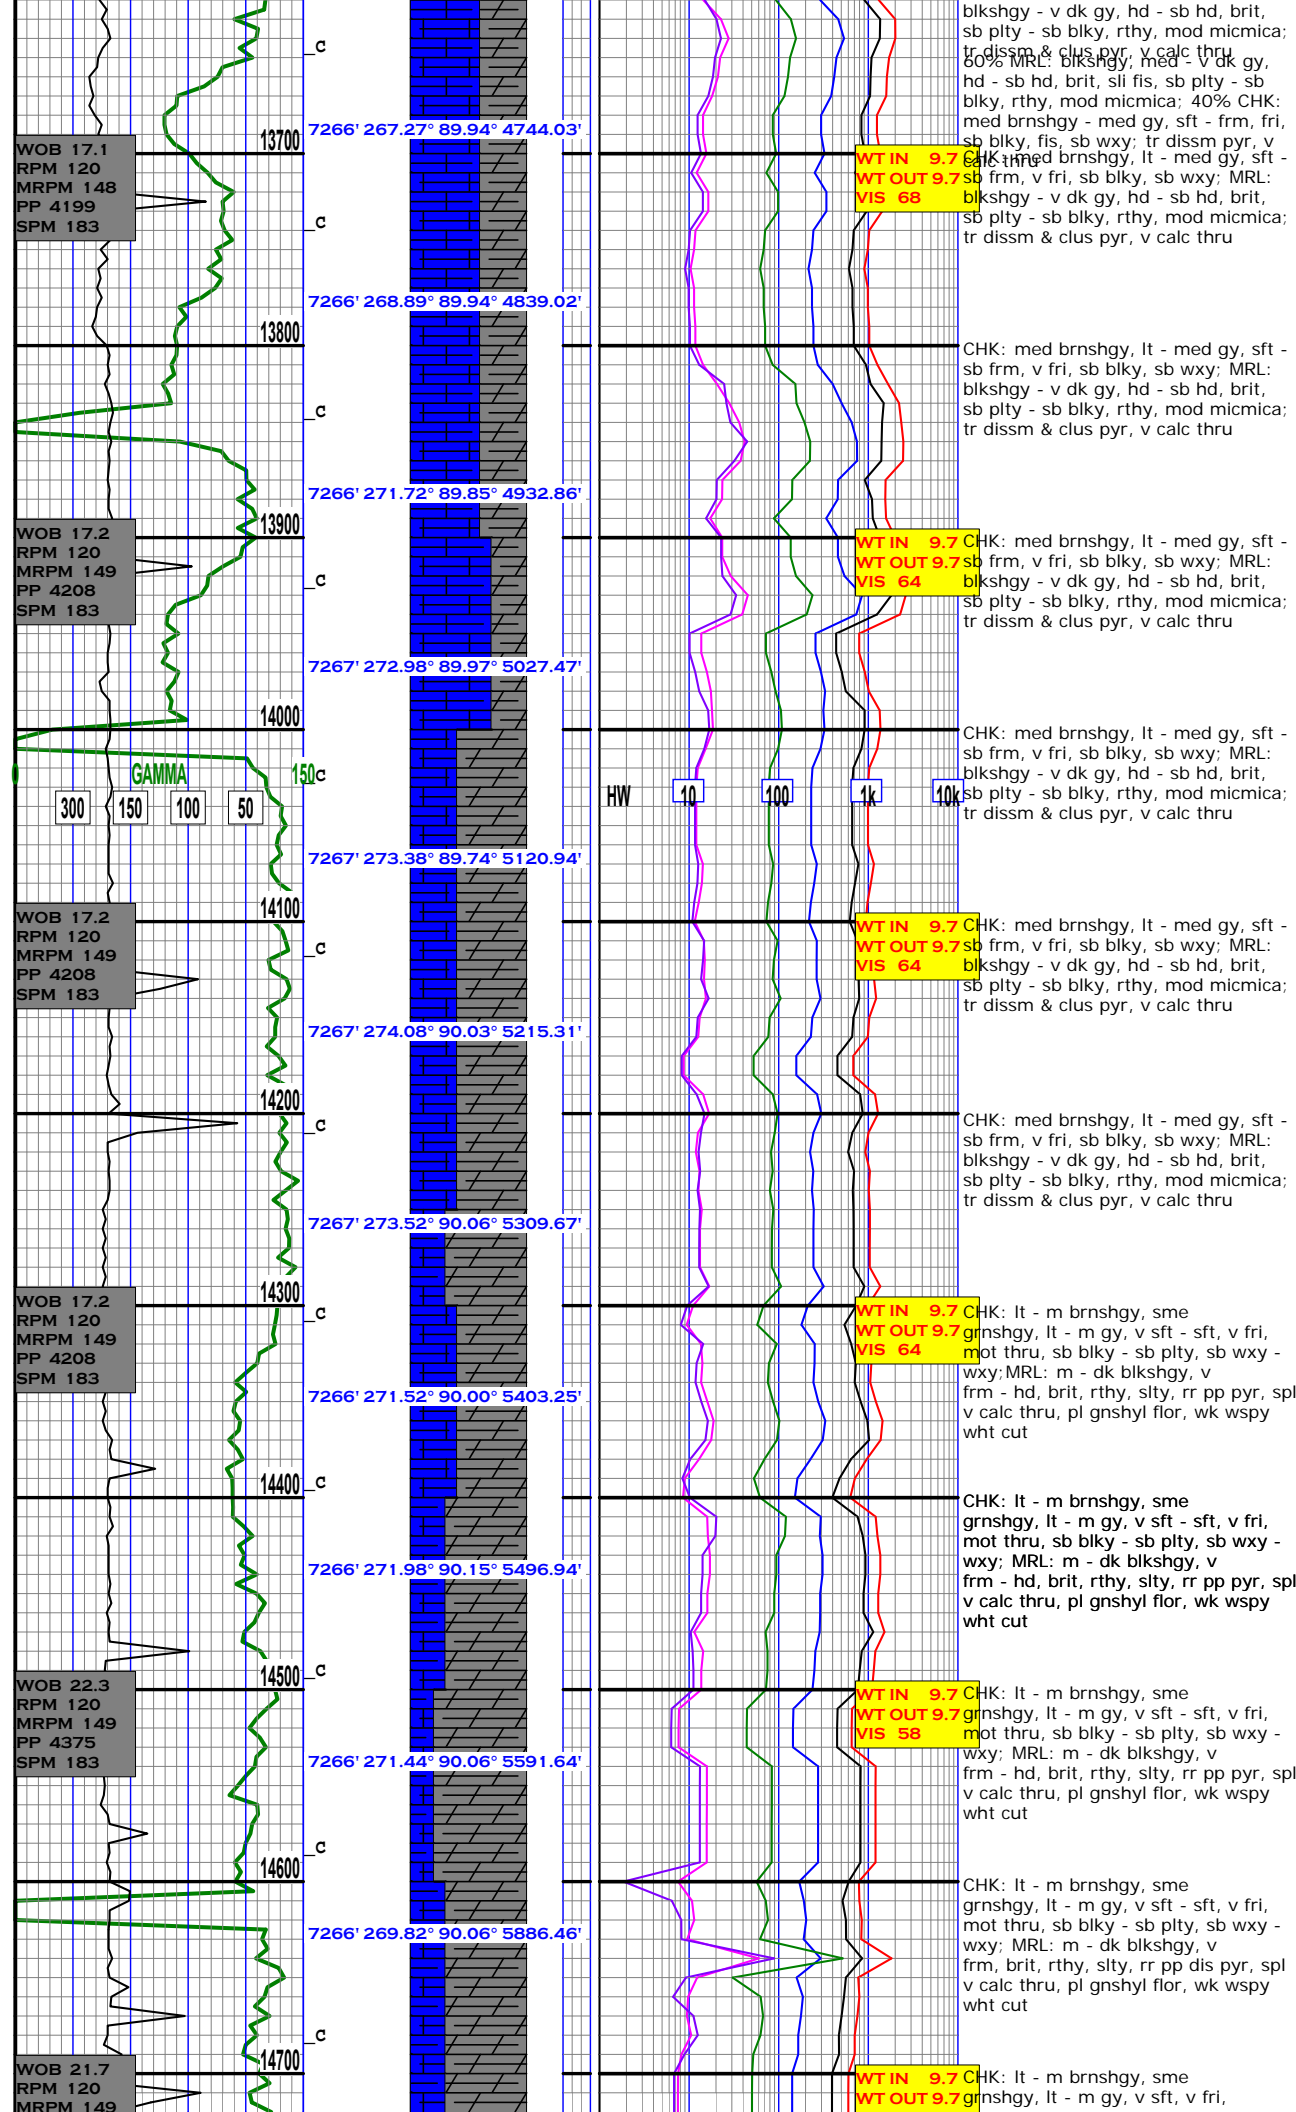 blkshgy - v dk gy, hd - sb hd, brit,
sb plty - sb blky, rthy, mod micmica;
tr dissm & clus pyr, v calc thru
60% MRL: blkshgy, med - v dk gy,
hd - sb hd, brit, sli fis, sb plty - sb
blky, rthy, mod micmica; 40% CHK:
med brnshgy - med gy, sft - frm, fri,
sb blky, fis, sb wxy; tr dissm pyr, v
calc thru
C
13700
7266' 267.27° 89.94° 4744.03'
WOB 17.1
RPM 120
MRPM 148
PP 4199
SPM 183
C
WT IN 9.7
WT OUT 9.7
VIS 68
CHK: med brnshgy, lt - med gy, sft -
sb frm, v fri, sb blky, sb wxy; MRL:
blkshgy - v dk gy, hd - sb hd, brit,
sb plty - sb blky, rthy, mod micmica;
tr dissm & clus pyr, v calc thru
7266' 268.89° 89.94° 4839.02'
13800
C
CHK: med brnshgy, lt - med gy, sft -
sb frm, v fri, sb blky, sb wxy; MRL:
blkshgy - v dk gy, hd - sb hd, brit,
sb plty - sb blky, rthy, mod micmica;
tr dissm & clus pyr, v calc thru
7266' 271.72° 89.85° 4932.86'
13900
WOB 17.2
RPM 120
MRPM 149
PP 4208
SPM 183
C
WT IN 9.7
WT OUT 9.7
VIS 64
CHK: med brnshgy, lt - med gy, sft -
sb frm, v fri, sb blky, sb wxy; MRL:
blkshgy - v dk gy, hd - sb hd, brit,
sb plty - sb blky, rthy, mod micmica;
tr dissm & clus pyr, v calc thru
7267' 272.98° 89.97° 5027.47'
14000
CHK: med brnshgy, lt - med gy, sft -
sb frm, v fri, sb blky, sb wxy; MRL:
blkshgy - v dk gy, hd - sb hd, brit,
sb plty - sb blky, rthy, mod micmica;
tr dissm & clus pyr, v calc thru
0 GAMMA 150 C
300 150 100 50
HW 10 100 1k 10k
7267' 273.38° 89.74° 5120.94'
14100
WOB 17.2
RPM 120
MRPM 149
PP 4208
SPM 183
C
WT IN 9.7
WT OUT 9.7
VIS 64
CHK: med brnshgy, lt - med gy, sft -
sb frm, v fri, sb blky, sb wxy; MRL:
blkshgy - v dk gy, hd - sb hd, brit,
sb plty - sb blky, rthy, mod micmica;
tr dissm & clus pyr, v calc thru
7267' 274.08° 90.03° 5215.31'
14200
C
CHK: med brnshgy, lt - med gy, sft -
sb frm, v fri, sb blky, sb wxy; MRL:
blkshgy - v dk gy, hd - sb hd, brit,
sb plty - sb blky, rthy, mod micmica;
tr dissm & clus pyr, v calc thru
7267' 273.52° 90.06° 5309.67'
14300
WOB 17.2
RPM 120
MRPM 149
PP 4208
SPM 183
C
WT IN 9.7
WT OUT 9.7
VIS 64
CHK: lt - m brnshgy, sme
grnshgy, lt - m gy, v sft - sft, v fri,
mot thru, sb blky - sb plty, sb wxy -
wxy;MRL: m - dk blkshgy, v
frm - hd, brit, rthy, slty, rr pp pyr, spl
v calc thru, pl gnshyl flor, wk wspy
wht cut
7266' 271.52° 90.00° 5403.25'
14400
C
CHK: lt - m brnshgy, sme
grnshgy, lt - m gy, v sft - sft, v fri,
mot thru, sb blky - sb plty, sb wxy -
wxy; MRL: m - dk blkshgy, v
frm - hd, brit, rthy, slty, rr pp pyr, spl
v calc thru, pl gnshyl flor, wk wspy
wht cut
7266' 271.98° 90.15° 5496.94'
14500
C
WOB 22.3
RPM 120
MRPM 149
PP 4375
SPM 183
WT IN 9.7
WT OUT 9.7
VIS 58
CHK: lt - m brnshgy, sme
grnshgy, lt - m gy, v sft - sft, v fri,
mot thru, sb blky - sb plty, sb wxy -
wxy; MRL: m - dk blkshgy, v
frm - hd, brit, rthy, slty, rr pp pyr, spl
v calc thru, pl gnshyl flor, wk wspy
wht cut
7266' 271.44° 90.06° 5591.64'
C
14600
CHK: lt - m brnshgy, sme
grnshgy, lt - m gy, v sft - sft, v fri,
mot thru, sb blky - sb plty, sb wxy -
wxy; MRL: m - dk blkshgy, v
frm, brit, rthy, slty, rr pp dis pyr, spl
v calc thru, pl gnshyl flor, wk wspy
wht cut
7266' 269.82° 90.06° 5886.46'
C
14700
WOB 21.7
RPM 120
MRPM 149
WT IN 9.7
WT OUT 9.7
CHK: lt - m brnshgy, sme
grnshgy, lt - m gy, v sft, v fri,